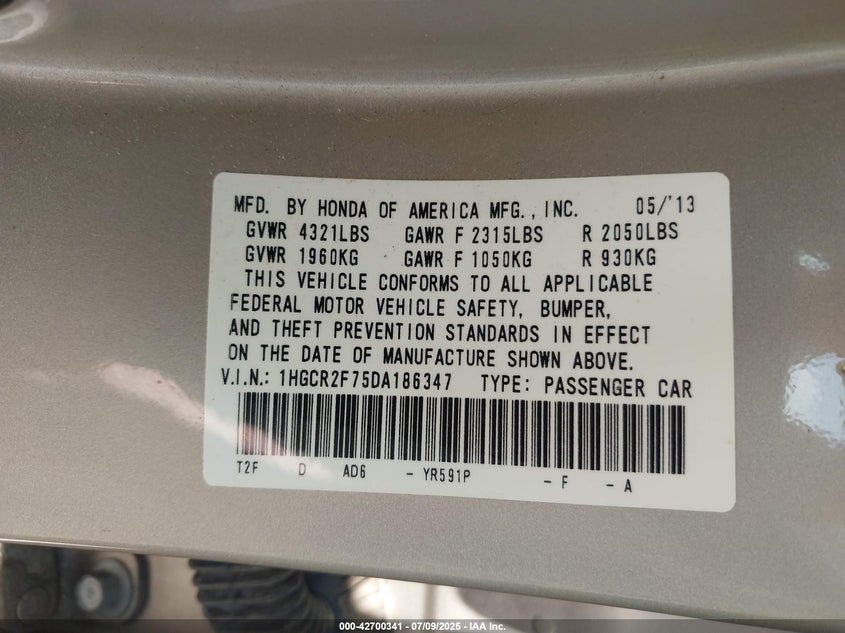 MFD. BY HONDA OF AMERICA MFG., INC. 05/'13
GVWR 4321LBS GAWR F 2315LBS R 2050LBS
GVWR 1960KG GAWR F 1050KG R 930KG
THIS VEHICLE CONFORMS TO ALL APPLICABLE
FEDERAL MOTOR VEHICLE SAFETY, BUMPER,
AND THEFT PREVENTION STANDARDS IN EFFECT
ON THE DATE OF MANUFACTURE SHOWN ABOVE.
V.I.N.: 1HGCR2F75DA186347 TYPE: PASSENGER CAR
T2F D AD6 - YR591P - F - A
000-42700341 - 07/09/2025 - IAA Inc.